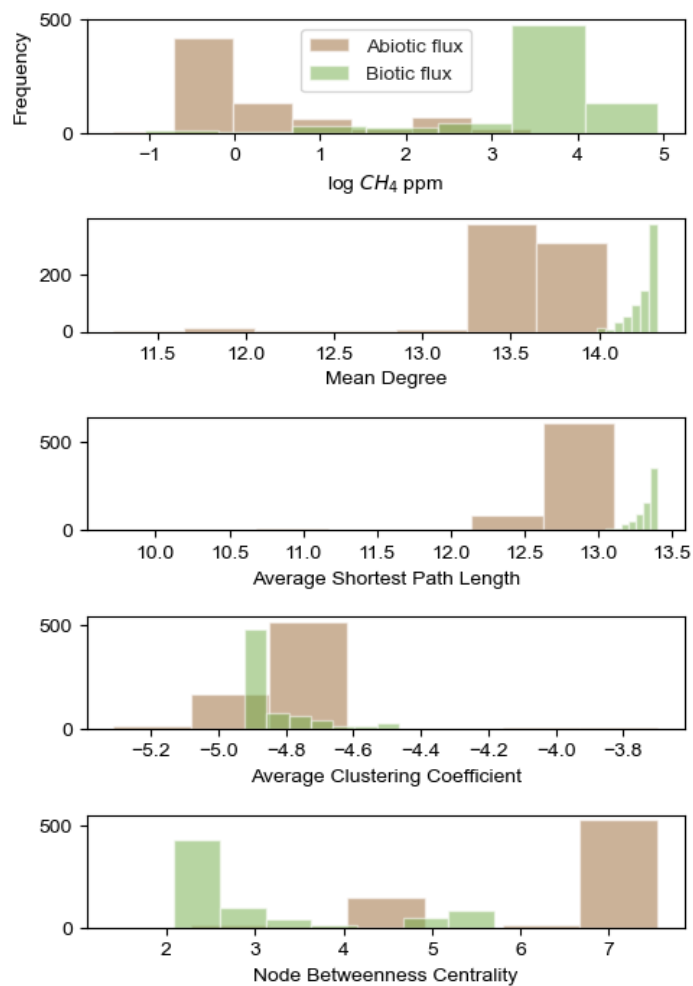 500
0
Frequency
Abiotic flux
Biotic flux
−1 0 1 2 3 4 5
log CH₄ ppm
200
0
11.5 12.0 12.5 13.0 13.5 14.0
Mean Degree
500
0
10.0 10.5 11.0 11.5 12.0 12.5 13.0 13.5
Average Shortest Path Length
500
0
−5.2 −5.0 −4.8 −4.6 −4.4 −4.2 −4.0 −3.8
Average Clustering Coefficient
500
0
2 3 4 5 6 7
Node Betweenness Centrality